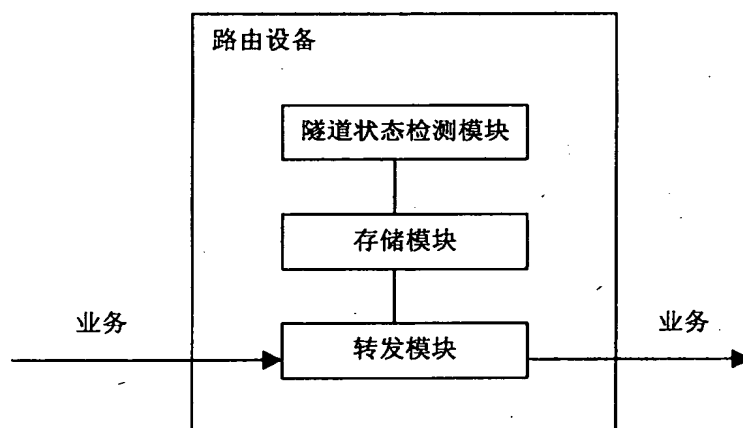 路由设备
隧道状态检测模块
存储模块
业务
转发模块
业务